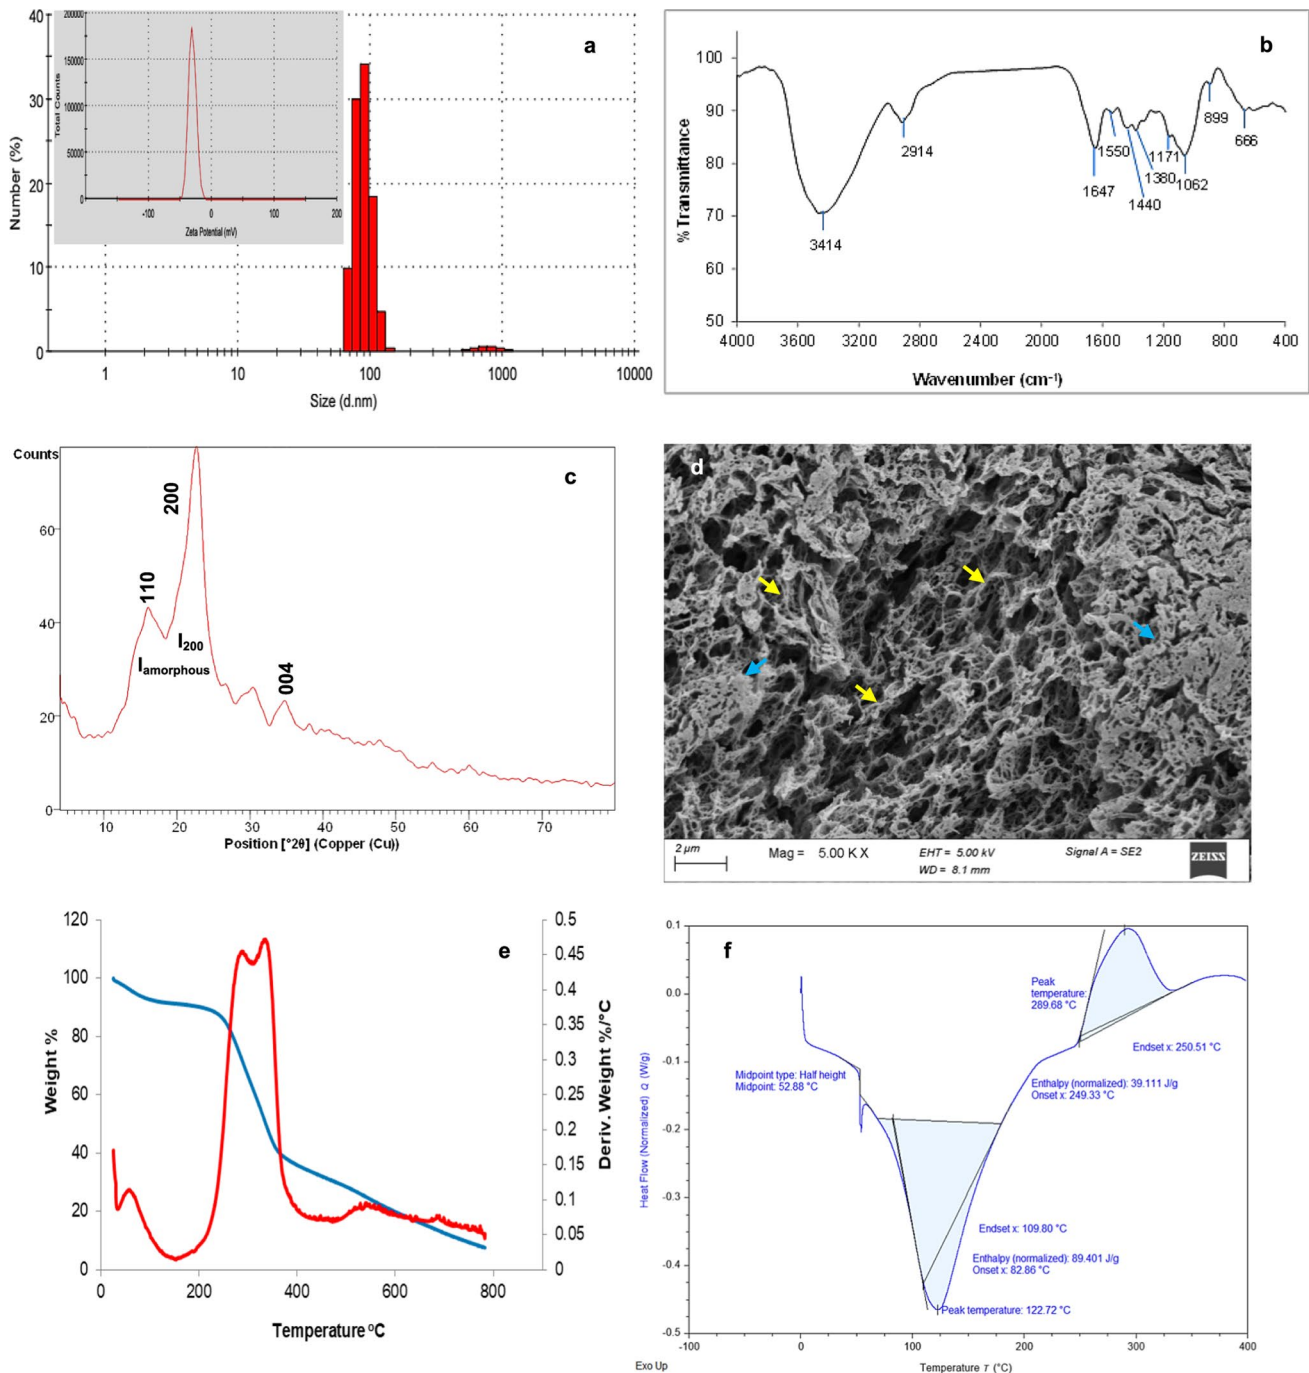 a
40
30
20
10
0
Number (%)
1
10
100
1000
10000
Size (d.nm)
200000
150000
100000
50000
0
Total Counts
-100
0
100
200
Zeta Potential (mV)
b
100
90
80
70
60
50
% Transmittance
3414
2914
1647
1550
1440
1380
1171
1062
899
666
4000
3600
3200
2800
2400
2000
1600
1200
800
400
Wavenumber (cm⁻¹)
Counts
c
60
40
20
0
110
200
004
I200
Iamorphous
10
20
30
40
50
60
70
Position [°2θ] (Copper (Cu))
d
2 µm
Mag = 5.00 K X
EHT = 5.00 kV
WD = 8.1 mm
Signal A = SE2
ZEISS
e
120
100
80
60
40
20
0
Weight %
0.5
0.45
0.4
0.35
0.3
0.25
0.2
0.15
0.1
0.05
0
Deriv. Weight %/°C
0
200
400
600
800
Temperature ºC
f
0.1
0.0
-0.1
-0.2
-0.3
-0.4
-0.5
Heat Flow (Normalized) Q (W/g)
Peak
temperature:
289.68 °C
Endset x: 250.51 °C
Enthalpy (normalized): 39.111 J/g
Onset x: 249.33 °C
Midpoint type: Half height
Midpoint: 52.88 °C
Endset x: 109.80 °C
Enthalpy (normalized): 89.401 J/g
Onset x: 82.86 °C
Peak temperature: 122.72 °C
-100
0
100
200
300
400
Exo Up
Temperature T (°C)